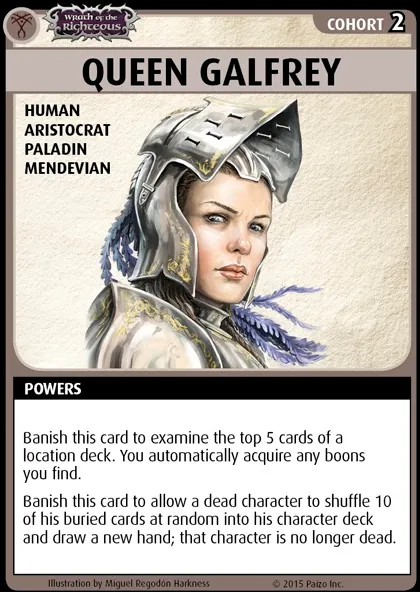 WRATH of the
RIGHTEOUS
COHORT 2
QUEEN GALFREY
HUMAN
ARISTOCRAT
PALADIN
MENDEVIAN
POWERS
Banish this card to examine the top 5 cards of a
location deck. You automatically acquire any boons
you find.
Banish this card to allow a dead character to shuffle 10
of his buried cards at random into his character deck
and draw a new hand; that character is no longer dead.
Illustration by Miguel Regodón Harkness © 2015 Paizo Inc.